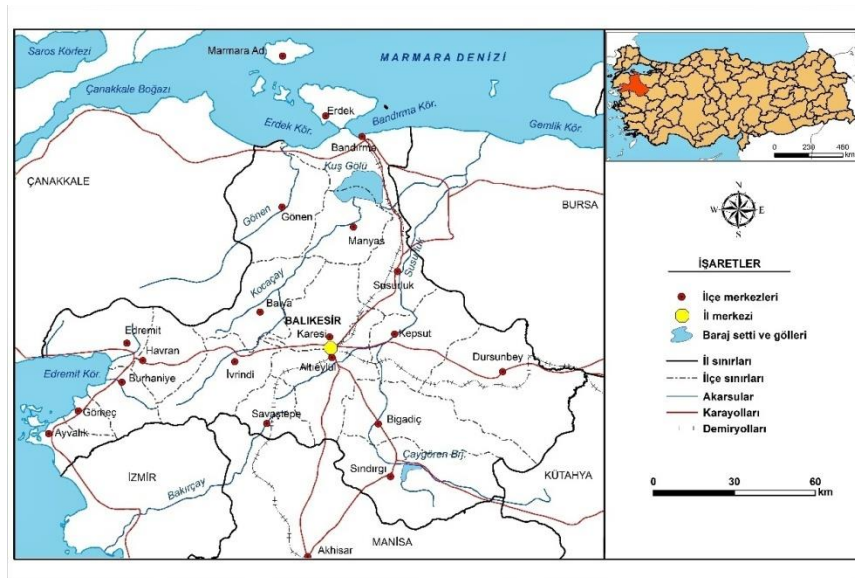 Saros Körfezi
Marmara Ad.
MARMARA DENİZİ
Çanakkale Boğazı
Erdek
Bandırma Kör.
Erdek Kör.
Gemlik Kör.
Bandırma
Kuş Gölü
ÇANAKKALE
BURSA
Gönen
Gönen
Manyas
Susurluk
Kocaçay
Susurluk
Balya
BALIKESİR
Edremit
Karesi
Kepsut
Havran
Dursunbey
İvrindi
Altıeylül
Edremit Kör.
Burhaniye
Gömeç
Savaştepe
Bigadiç
Ayvalık
Çaygören Brj.
İZMİR
Sındırgı
KÜTAHYA
Bakırçay
MANİSA
Akhisar
0 230 460
km
N
W E
S
İŞARETLER
İlçe merkezleri
İl merkezi
Baraj setti ve gölleri
İl sınırları
İlçe sınırları
Akarsular
Karayolları
Demiryolları
0 30 60
km